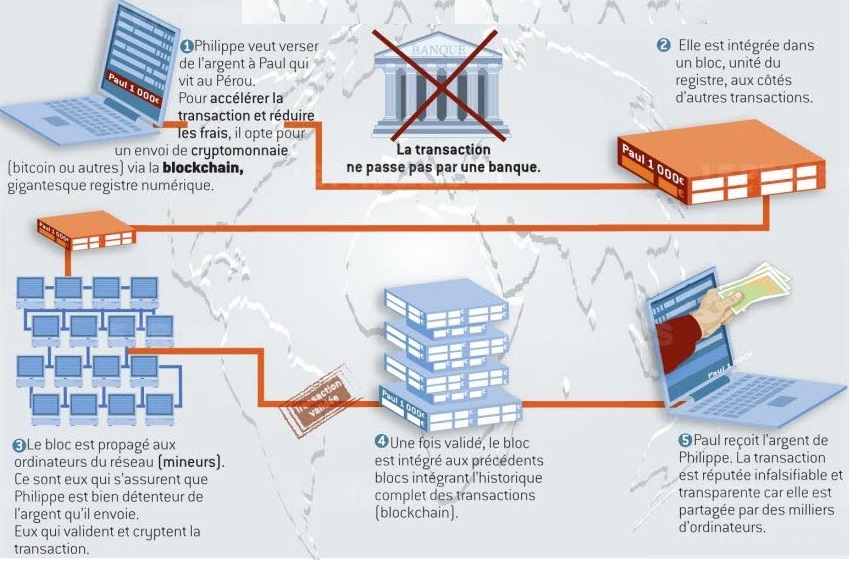 Paul 1 000€
1 Philippe veut verser
de l'argent à Paul qui
vit au Pérou.
Pour accélérer la
transaction et réduire
les frais, il opte pour
un envoi de cryptomonnaie
(bitcoin ou autres) via la blockchain,
gigantesque registre numérique.
BANQUE
La transaction
ne passe pas par une banque.
2 Elle est intégrée dans
un bloc, unité du
registre, aux côtés
d'autres transactions.
Paul 1 000€
Paul 1 000€
3 Le bloc est propagé aux
ordinateurs du réseau (mineurs).
Ce sont eux qui s'assurent que
Philippe est bien détenteur de
l'argent qu'il envoie.
Eux qui valident et cryptent la
transaction.
Transaction
validée
Paul 1 000€
4 Une fois validé, le bloc
est intégré aux précédents
blocs intégrant l'historique
complet des transactions
(blockchain).
Paul
5 Paul reçoit l'argent de
Philippe. La transaction
est réputée infalsifiable et
transparente car elle est
partagée par des milliers
d'ordinateurs.